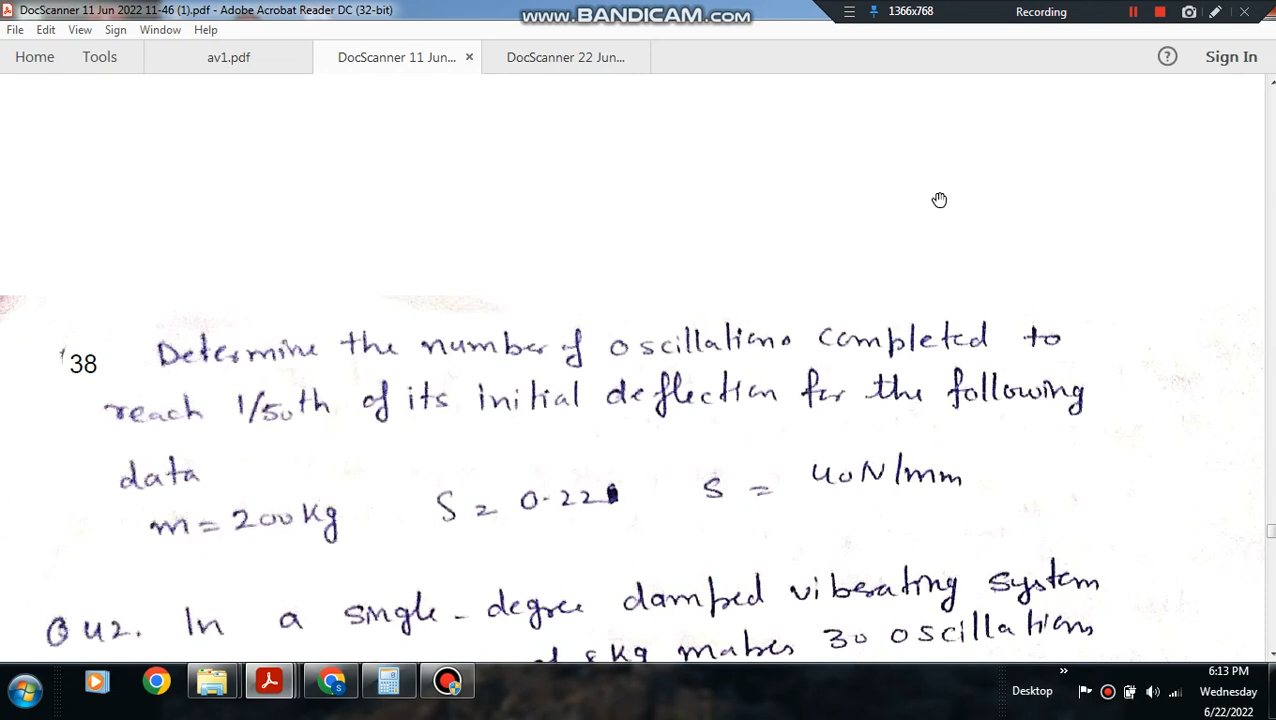 DocScanner 11 Jun 2022 11-46 (1).pdf - Adobe Acrobat Reader DC (32-bit)
www.BANDICAM.com
1366x768
Recording
File Edit View Sign Window Help
Home Tools av1.pdf DocScanner 11 Jun... × DocScanner 22 Jun... ? Sign In
38 Determine the number of oscillations completed to
reach 1/50th of its initial deflection for the following
data
m = 200kg S = 0.22 s = 40N/mm
Q42. In a single-degree damped viberating system
8kg makes 30 oscillations
6:13 PM
Desktop » Wednesday
6/22/2022